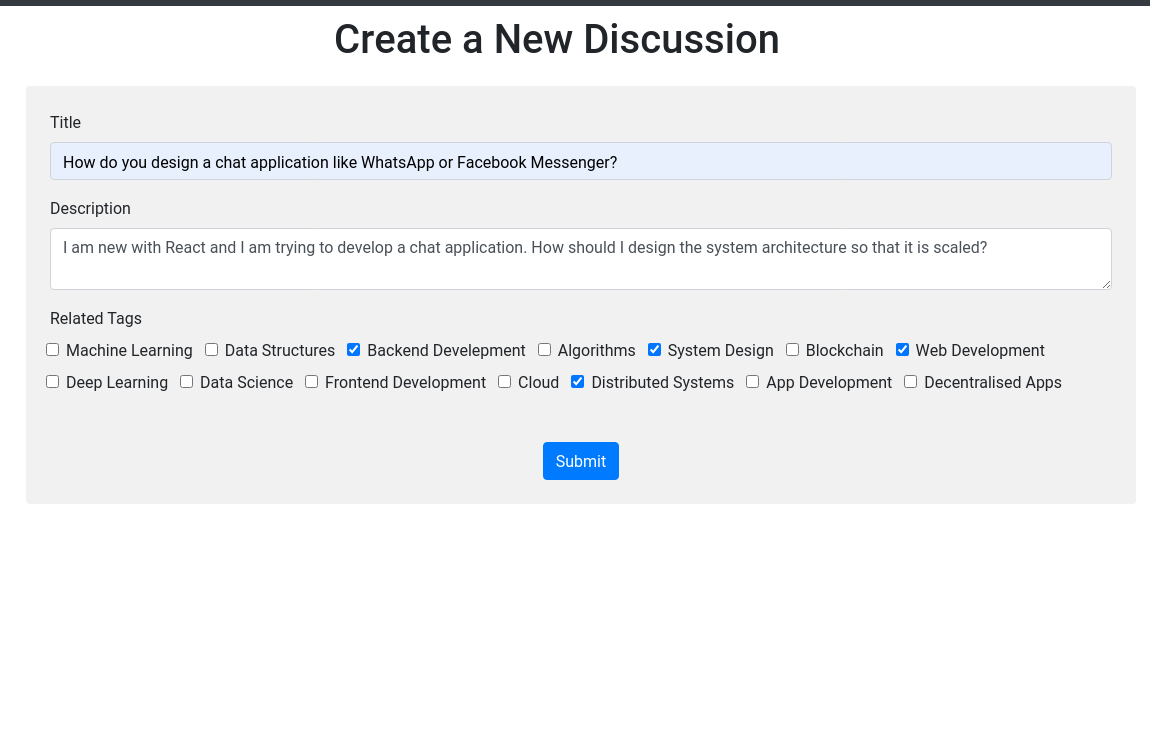 Create a New Discussion
Title
How do you design a chat application like WhatsApp or Facebook Messenger?
Description
I am new with React and I am trying to develop a chat application. How should I design the system architecture so that it is scaled?
Related Tags
Machine Learning Data Structures Backend Develepment Algorithms System Design Blockchain Web Development
Deep Learning Data Science Frontend Development Cloud Distributed Systems App Development Decentralised Apps
Submit